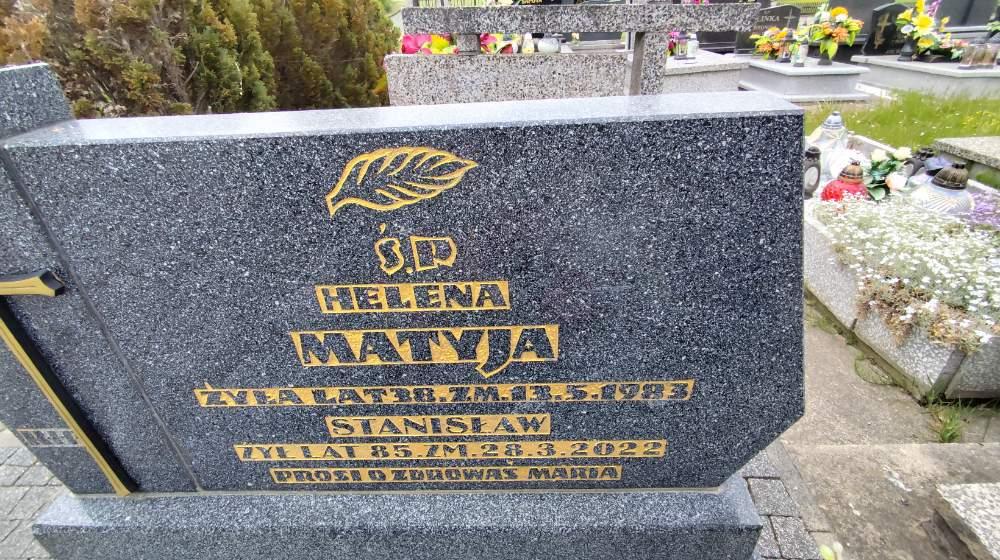 Ś.P.
HELENA
MATYJA
ŻYŁA LAT 38. ZM. 13.5.1983
STANISŁAW
ŻYŁ LAT 85. ZM. 28.3.2022
PROSI O ZDROWAŚ MARIA